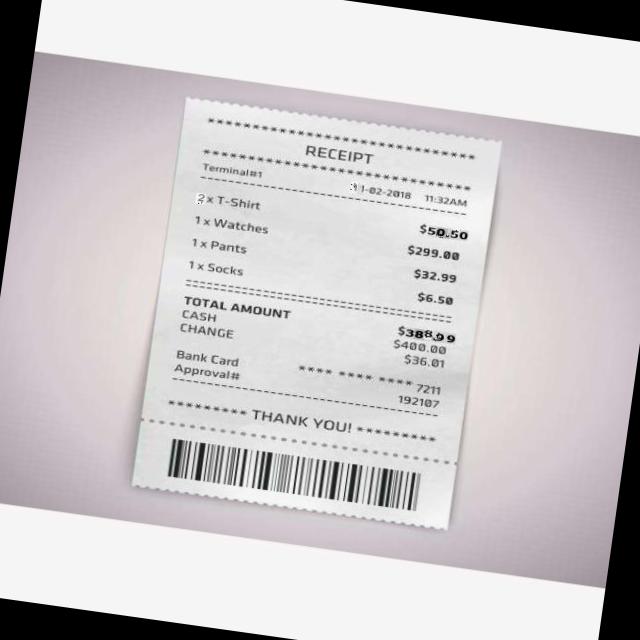 **************************
RECEIPT
**************************
Terminal#1 11-02-2018 11:32AM
2 x T-Shirt $50.50
1 x Watches $299.00
1 x Pants $32.99
1 x Socks $6.50
TOTAL AMOUNT $388.99
CASH $400.00
CHANGE $36.01
Bank Card **** **** **** 7211
Approval# 192107
********* THANK YOU! *********